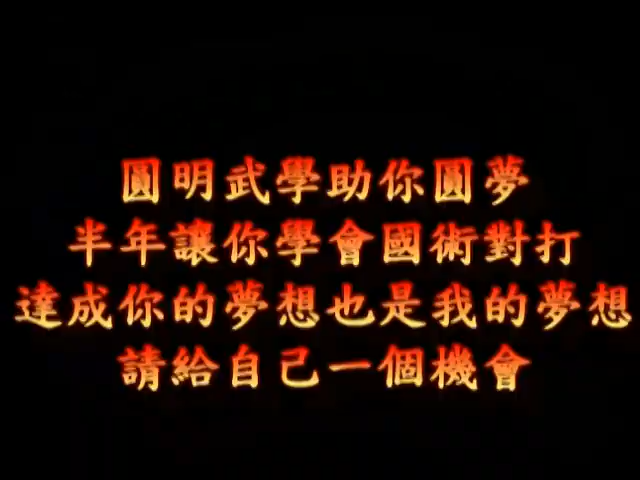 圓明武學助你圓夢
半年讓你學會國術對打
達成你的夢想也是我的夢想
請給自己一個機會